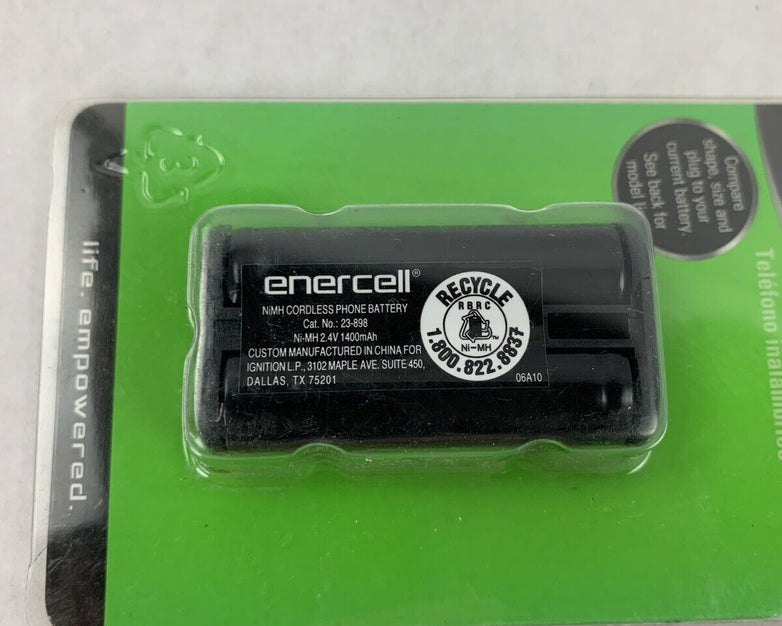 enercell®
NiMH CORDLESS PHONE BATTERY
Cat. No.: 23-898
Ni-MH 2.4V 1400mAh
CUSTOM MANUFACTURED IN CHINA FOR
IGNITION L.P., 3102 MAPLE AVE. SUITE 450,
DALLAS, TX 75201
06A10
RECYCLE
RBRC
TM
Ni-MH
1.800.822.8837
life. empowered.
Compare
shape, size and
plug to your
current battery.
See back for
model
Teléfono inalámbrico
3